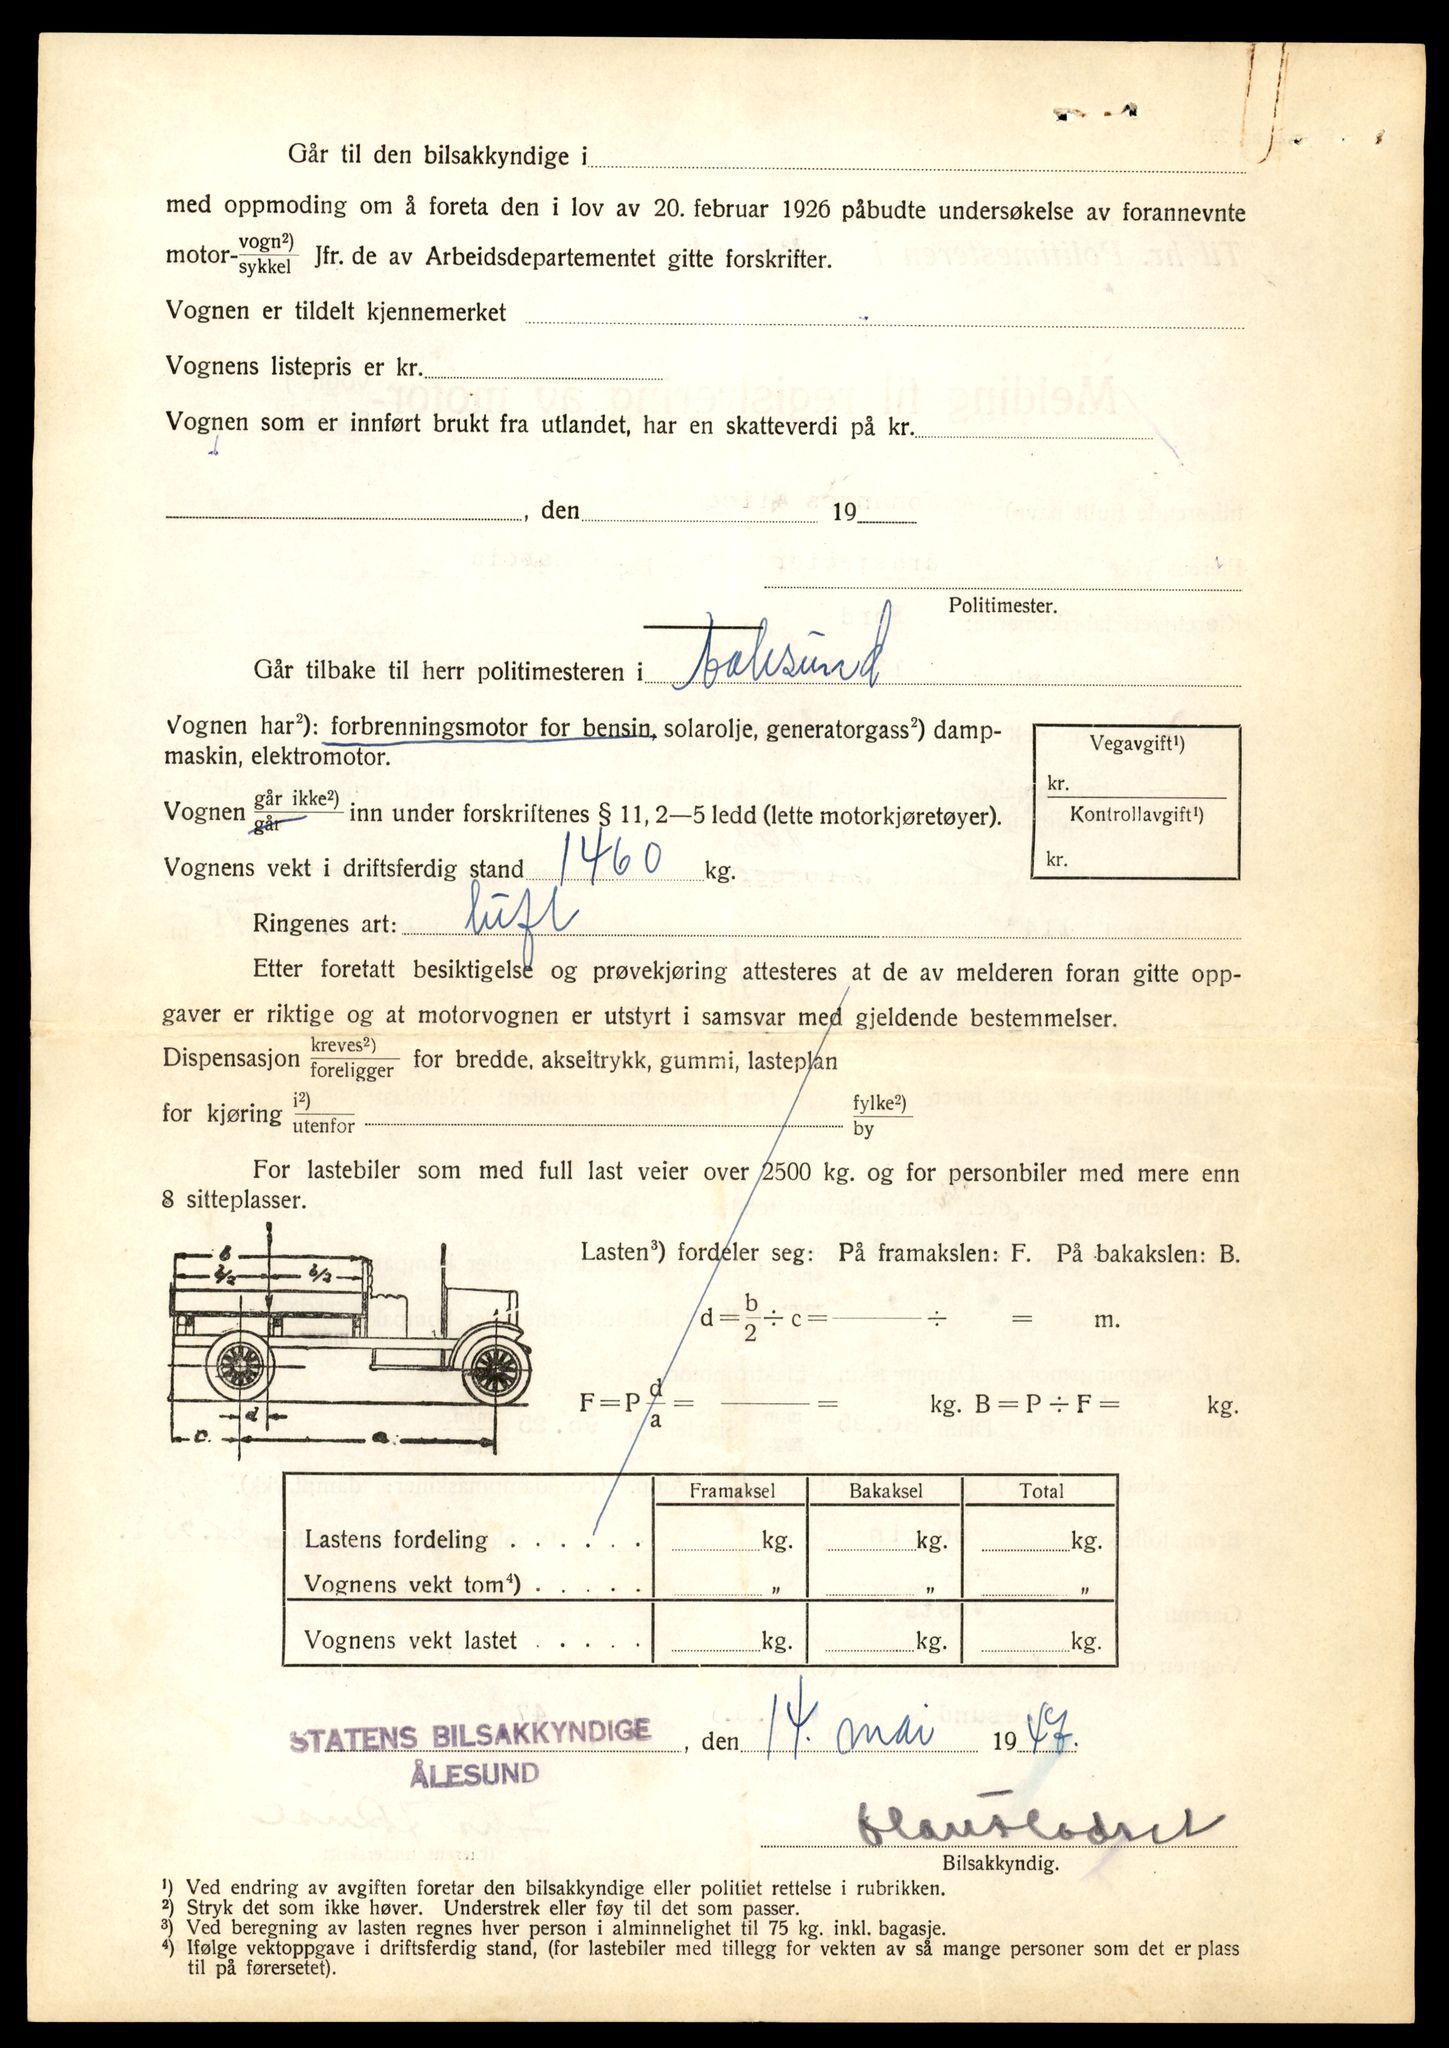 Går til den bilsakkyndige i
med oppmoding om å foreta den i lov av 20. februar 1926 påbudte undersøkelse av forannevnte
motor- vogn²) / sykkel Jfr. de av Arbeidsdepartementet gitte forskrifter.
Vognen er tildelt kjennemerket
Vognens listepris er kr.
Vognen som er innført brukt fra utlandet, har en skatteverdi på kr.
, den 19
Politimester.
Går tilbake til herr politimesteren i Aalesund
Vognen har²): forbrenningsmotor for bensin, solarolje, generatorgass²) damp-
maskin, elektromotor.
Vegavgift¹)
kr.
Kontrollavgift¹)
kr.
Vognen går ikke²) / går inn under forskriftenes § 11, 2—5 ledd (lette motorkjøretøyer).
Vognens vekt i driftsferdig stand 1460 kg.
Ringenes art: luft
Etter foretatt besiktigelse og prøvekjøring attesteres at de av melderen foran gitte opp-
gaver er riktige og at motorvognen er utstyrt i samsvar med gjeldende bestemmelser.
Dispensasjon kreves²) / foreligger for bredde, akseltrykk, gummi, lasteplan
for kjøring i²) / utenfor fylke²) / by
For lastebiler som med full last veier over 2500 kg. og for personbiler med mere enn
8 sitteplasser.
b
b/2 b/2
d
c. a.
Lasten³) fordeler seg: På framakslen: F. På bakakslen: B.
d = b/2 ÷ c = ——— ÷ = m.
F = P d/a = ——— = kg. B = P ÷ F = kg.
Framaksel Bakaksel Total
Lastens fordeling . . . . . . kg. kg. kg.
Vognens vekt tom⁴) . . . . . „ „ „
Vognens vekt lastet . . . . . kg. kg. kg.
STATENS BILSAKKYNDIGE , den 14. mai 1947.
ÅLESUND
Bilsakkyndig.
¹) Ved endring av avgiften foretar den bilsakkyndige eller politiet rettelse i rubrikken.
²) Stryk det som ikke høver. Understrek eller føy til det som passer.
³) Ved beregning av lasten regnes hver person i alminnelighet til 75 kg. inkl. bagasje.
⁴) Ifølge vektoppgave i driftsferdig stand, (for lastebiler med tillegg for vekten av så mange personer som det er plass
til på førersetet).